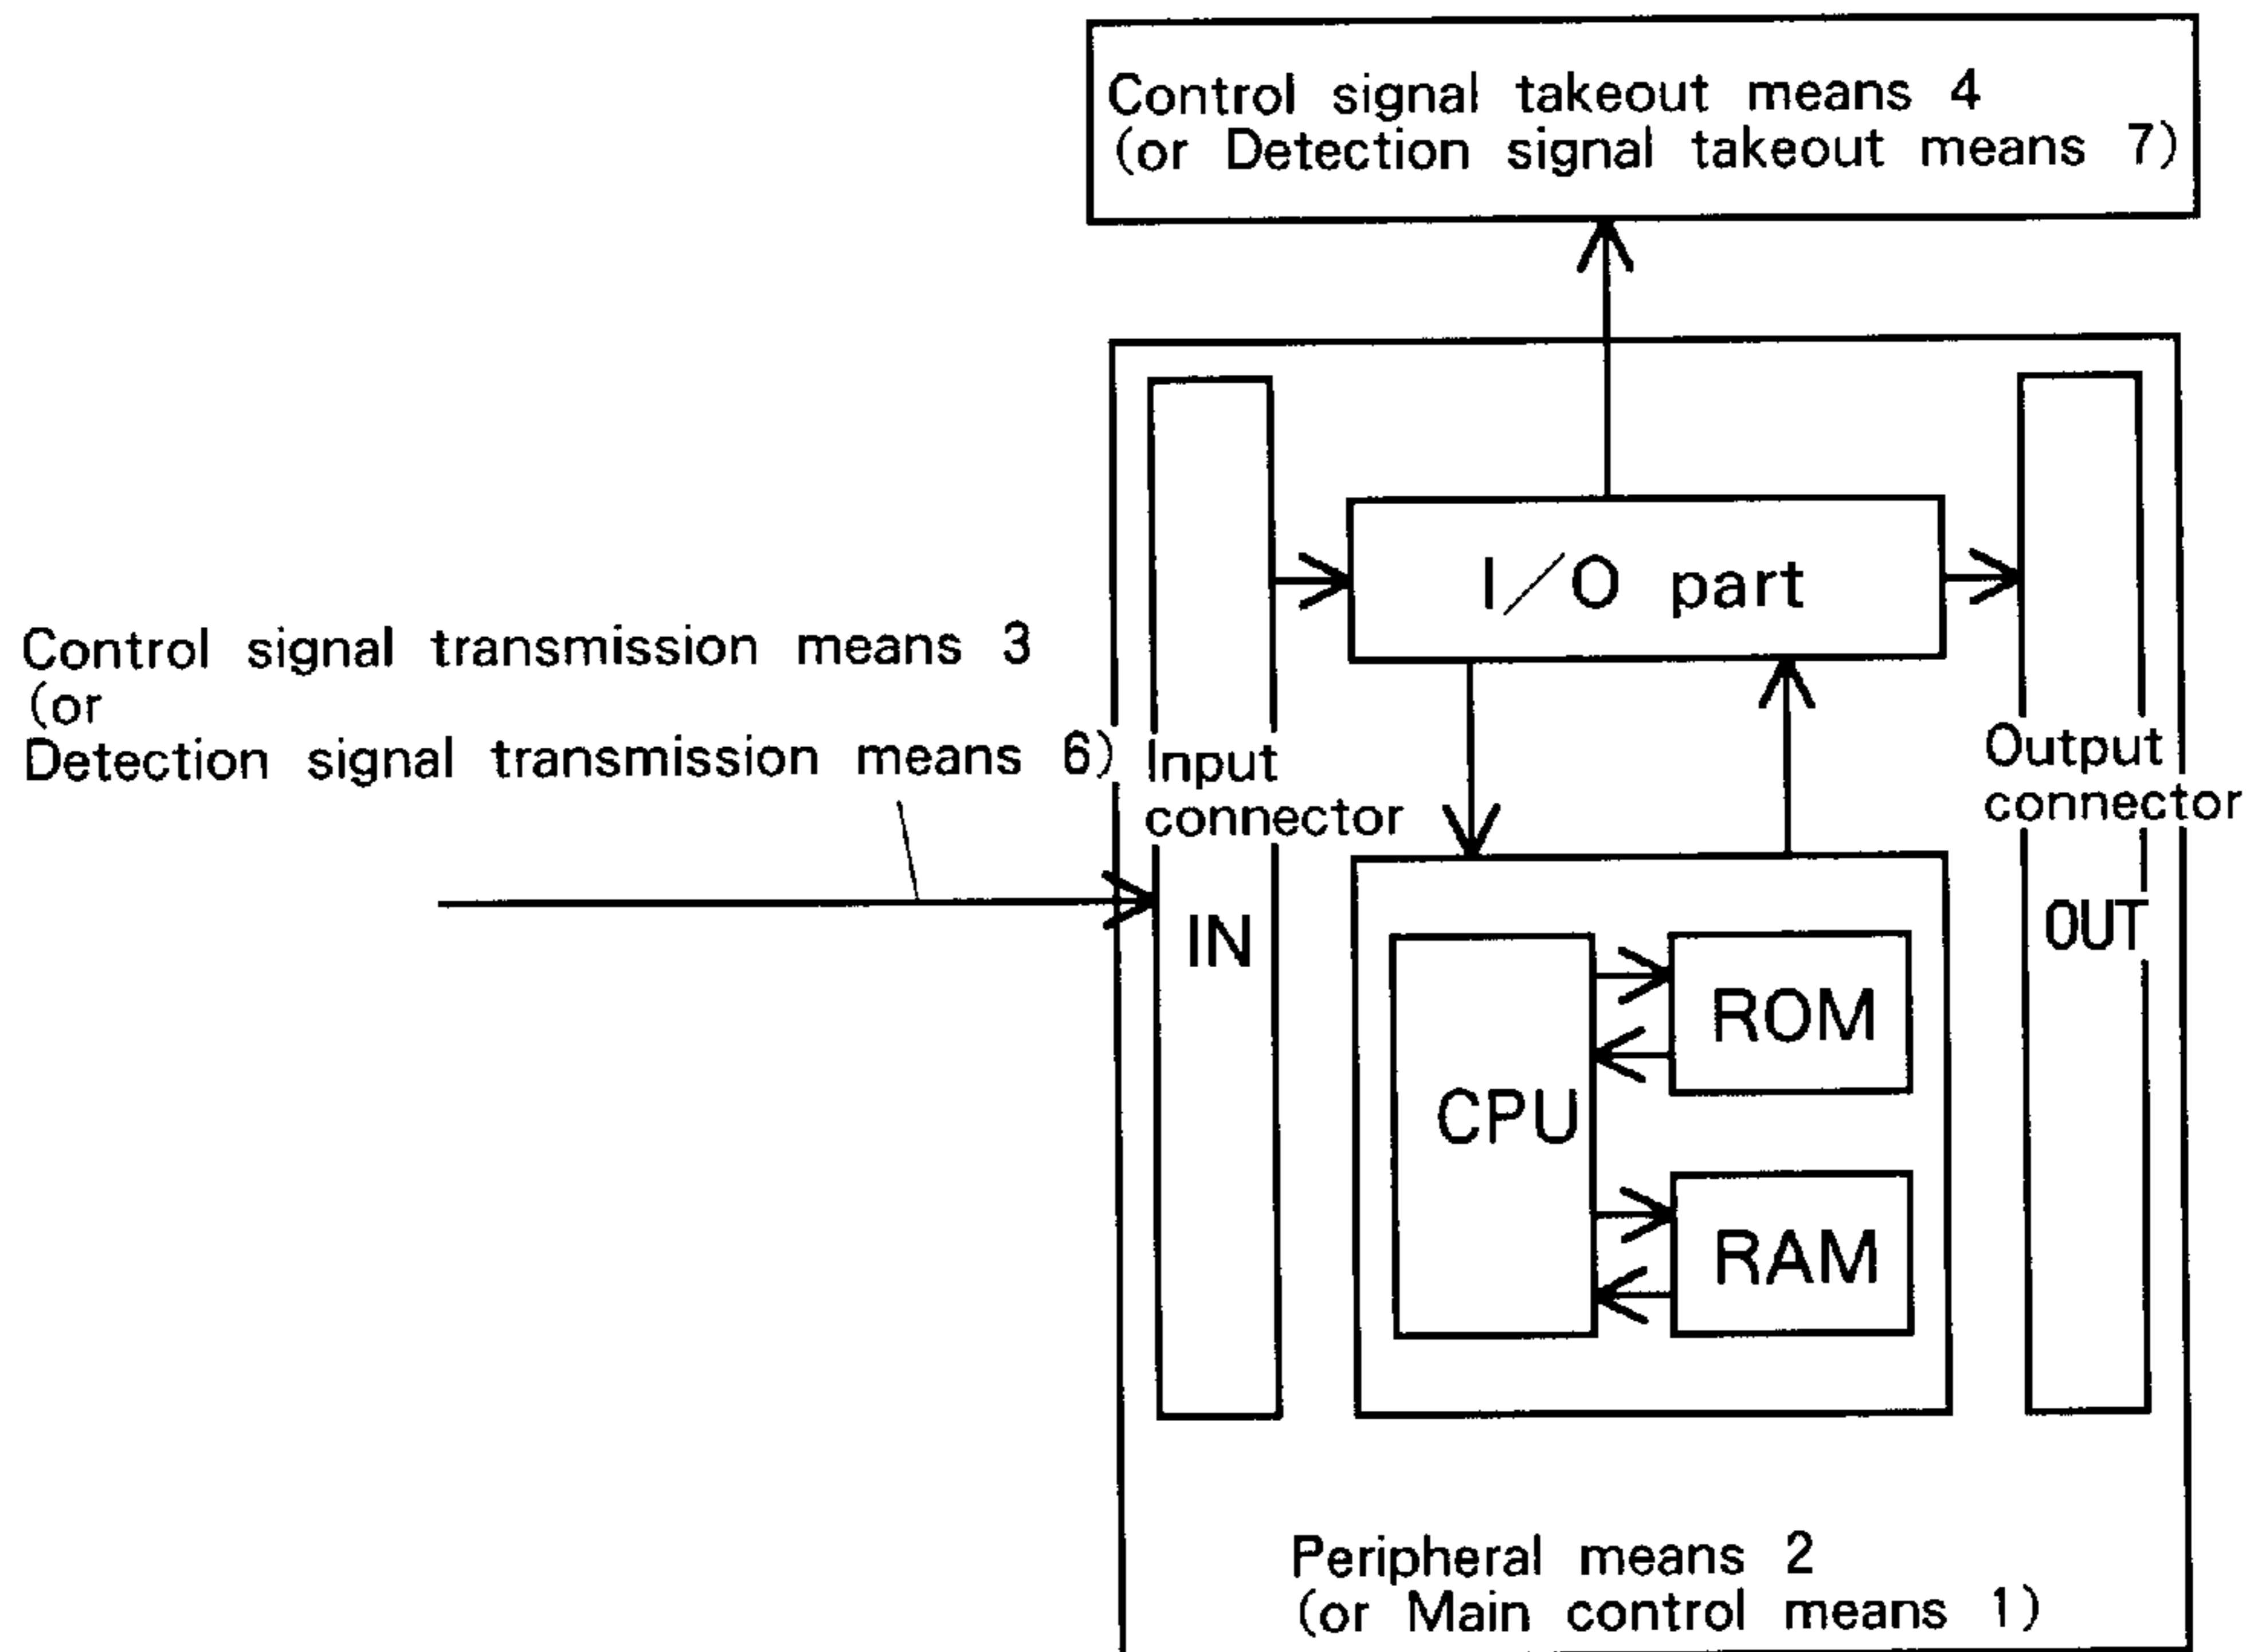 Control signal takeout means 4
(or Detection signal takeout means 7)
I/O part
Control signal transmission means 3
(or
Detection signal transmission means 6)
Input
connector
Output
connector
IN
OUT
CPU
ROM
RAM
Peripheral means 2
(or Main control means 1)